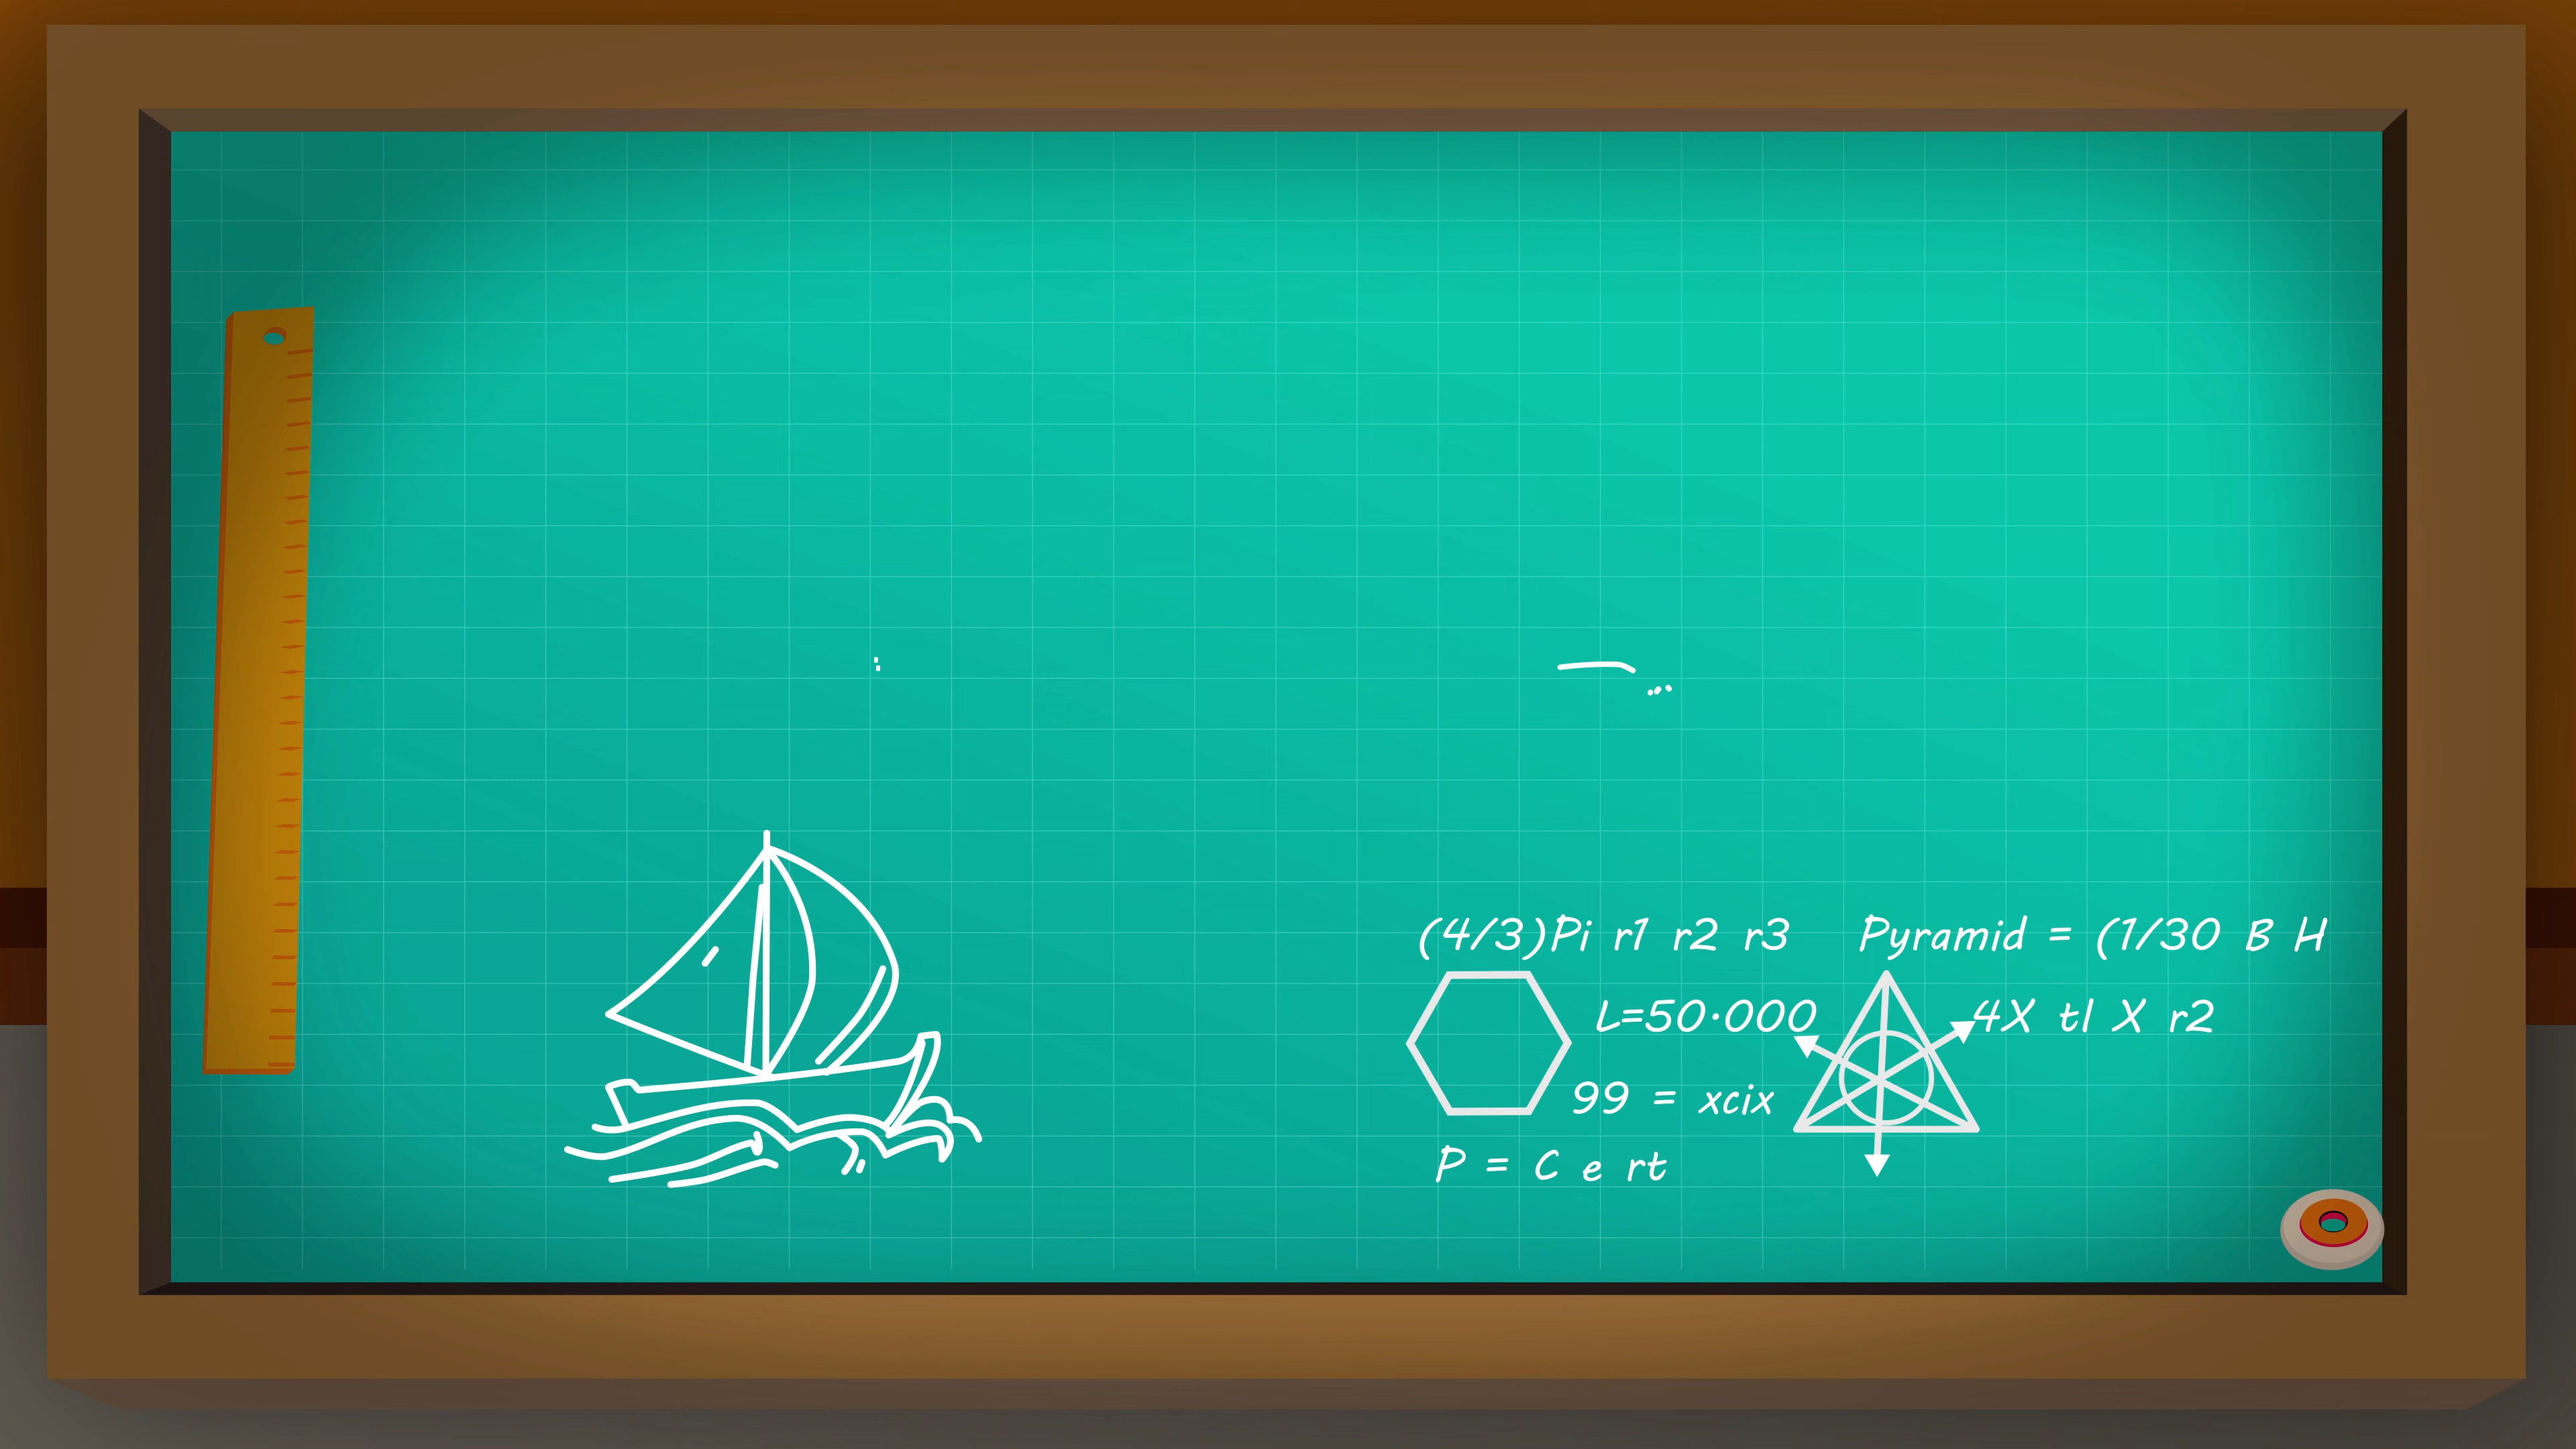 (4/3)Pi r1 r2 r3 Pyramid = (1/30 B H
L=50·000 4X tl X r2
99 = xcix
P = C e rt